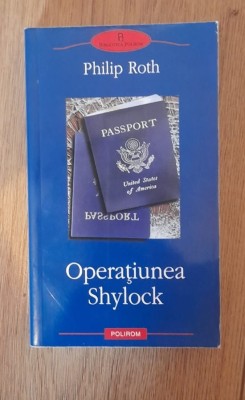 Philip Roth
PASSPORT
United States
of America
PASSPORT
Operaţiunea
Shylock
POLIROM